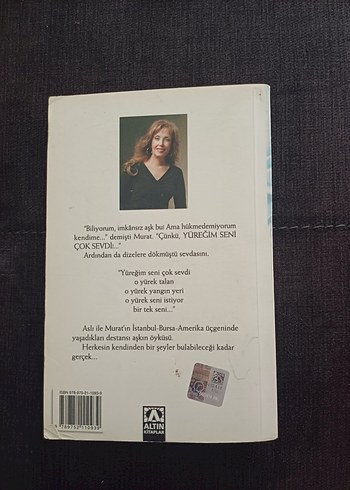 "Biliyorum, imkânsız aşk bu! Ama hükmedemiyorum
kendime..." demişti Murat. "Çünkü, YÜREĞİM SENİ
ÇOK SEVDİ..."
Ardından da dizelere dökmüştü sevdasını.
"Yüreğim seni çok sevdi
o yürek talan
o yürek yangın yeri
o yürek seni istiyor
bir tek seni..."
Aslı ile Murat'ın İstanbul-Bursa-Amerika üçgeninde
yaşadıkları destansı aşkın öyküsü.
Herkesin kendinden bir şeyler bulabileceği kadar
gerçek...
ALTIN
KİTAPLAR